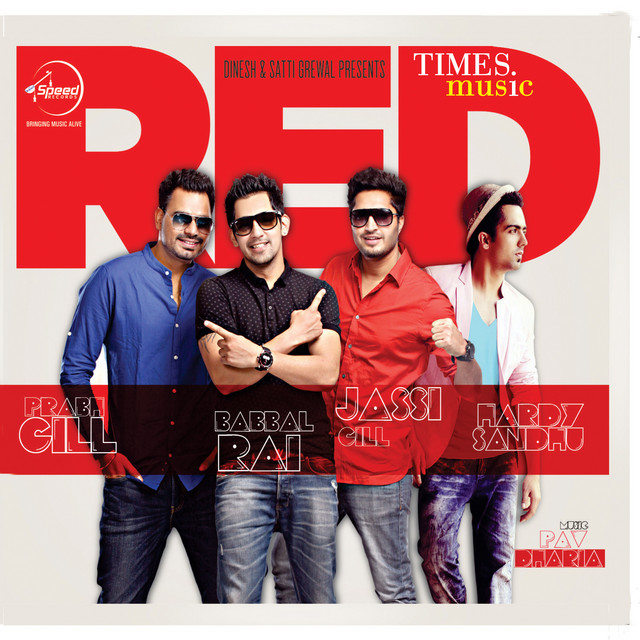 RED
DINESH & SATTI GREWAL PRESENTS
TIMES.
music
Speed
RECORDS
BRINGING MUSIC ALIVE
PRABH
GILL
BABBAL
RAI
JASSI
GILL
HARDY
SANDHU
MUSIC
PAV
DHARIA